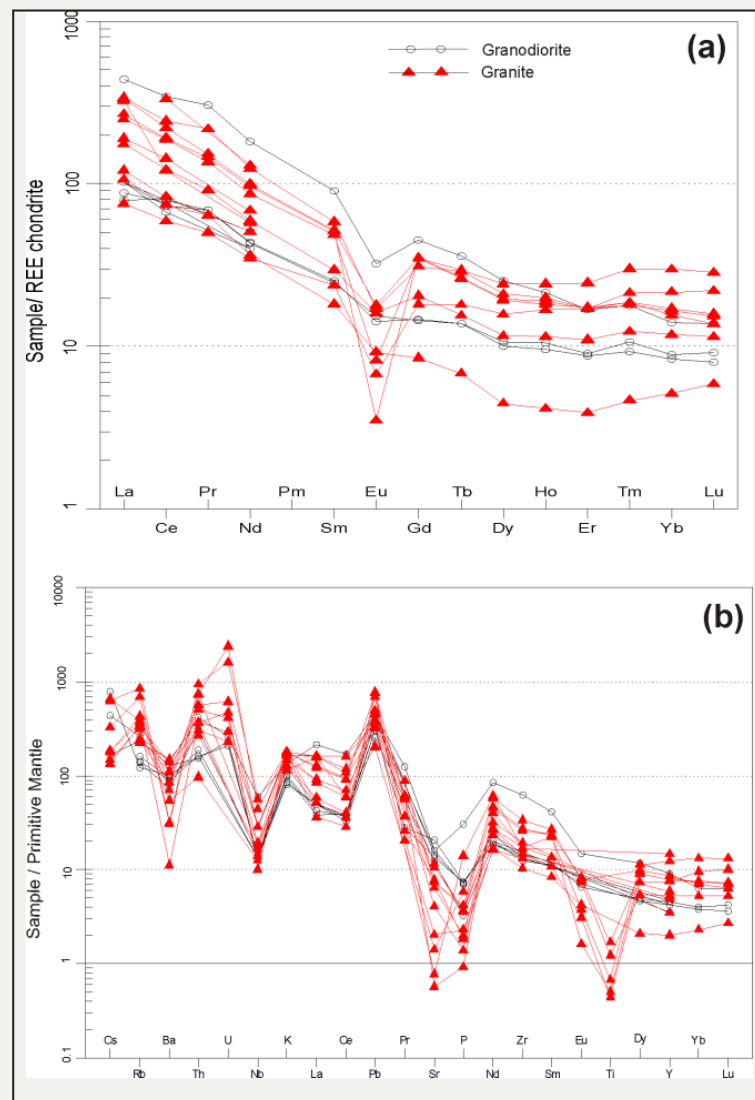 (a)
Granodiorite
Granite
Sample/ REE chondrite
1000
100
10
1
La Pr Pm Eu Tb Ho Tm Lu
Ce Nd Sm Gd Dy Er Yb
(b)
Sample / Primitive Mantle
10000
1000
100
10
1
0.1
Cs Ba U K Ce Pr P Zr Eu Dy Yb
Rb Th Nb La Pb Sr Nd Sm Ti Y Lu